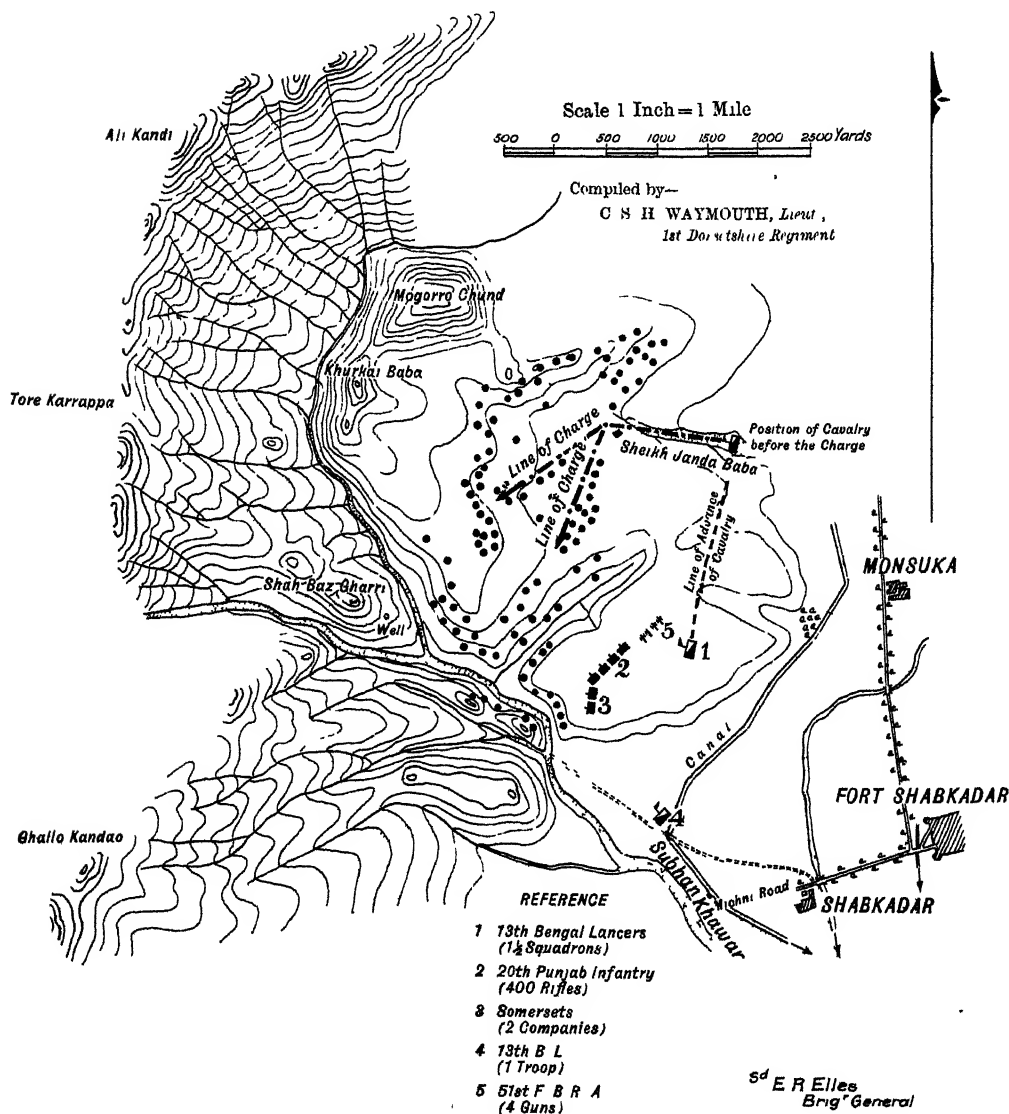 Scale 1 Inch = 1 Mile
500 0 500 1000 1500 2000 2500 Yards
Compiled by—
C S H WAYMOUTH, Lieut,
1st Dorsetshire Regiment
Ali Kandi
Mogorro Chund
Khurkai Baba
Tore Karrappa
Line of Charge
Line of Charge
Sheikh Janda Baba
Position of Cavalry
before the Charge
Line of Advance
of Cavalry
MONSUKA
Shah Baz Gharri
Well
5
1
2
3
Canal
4
FORT SHABKADAR
Ghallo Kandao
Subhan Khawar
Michni Road
SHABKADAR
REFERENCE
1 13th Bengal Lancers
(1½ Squadrons)
2 20th Punjab Infantry
(400 Rifles)
3 Somersets
(2 Companies)
4 13th B L
(1 Troop)
5 51st F B R A
(4 Guns)
Sd E R Elles
Brigr General